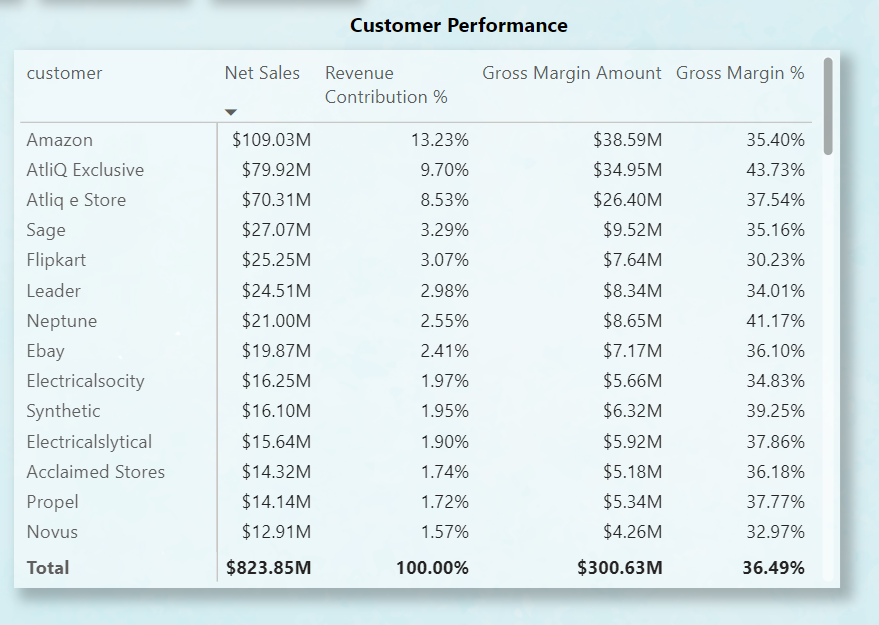 Customer Performance
customer Net Sales Revenue Contribution % Gross Margin Amount Gross Margin %
Amazon $109.03M 13.23% $38.59M 35.40%
AtliQ Exclusive $79.92M 9.70% $34.95M 43.73%
Atliq e Store $70.31M 8.53% $26.40M 37.54%
Sage $27.07M 3.29% $9.52M 35.16%
Flipkart $25.25M 3.07% $7.64M 30.23%
Leader $24.51M 2.98% $8.34M 34.01%
Neptune $21.00M 2.55% $8.65M 41.17%
Ebay $19.87M 2.41% $7.17M 36.10%
Electricalsocity $16.25M 1.97% $5.66M 34.83%
Synthetic $16.10M 1.95% $6.32M 39.25%
Electricalslytical $15.64M 1.90% $5.92M 37.86%
Acclaimed Stores $14.32M 1.74% $5.18M 36.18%
Propel $14.14M 1.72% $5.34M 37.77%
Novus $12.91M 1.57% $4.26M 32.97%
Total $823.85M 100.00% $300.63M 36.49%